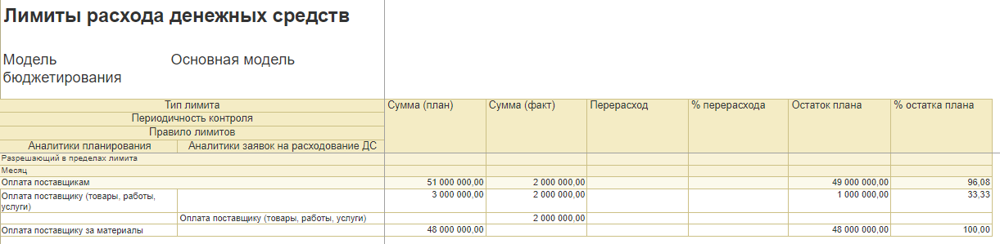 Лимиты расхода денежных средств
Модель бюджетирования Основная модель
Тип лимита Сумма (план) Сумма (факт) Перерасход % перерасхода Остаток плана % остатка плана
Периодичность контроля
Правило лимитов
Аналитики планирования Аналитики заявок на расходование ДС
Разрешающий в пределах лимита
Месяц
Оплата поставщикам 51 000 000,00 2 000 000,00 49 000 000,00 96,08
Оплата поставщику (товары, работы, услуги) 3 000 000,00 2 000 000,00 1 000 000,00 33,33
Оплата поставщику (товары, работы, услуги) 2 000 000,00
Оплата поставщику за материалы 48 000 000,00 48 000 000,00 100,00